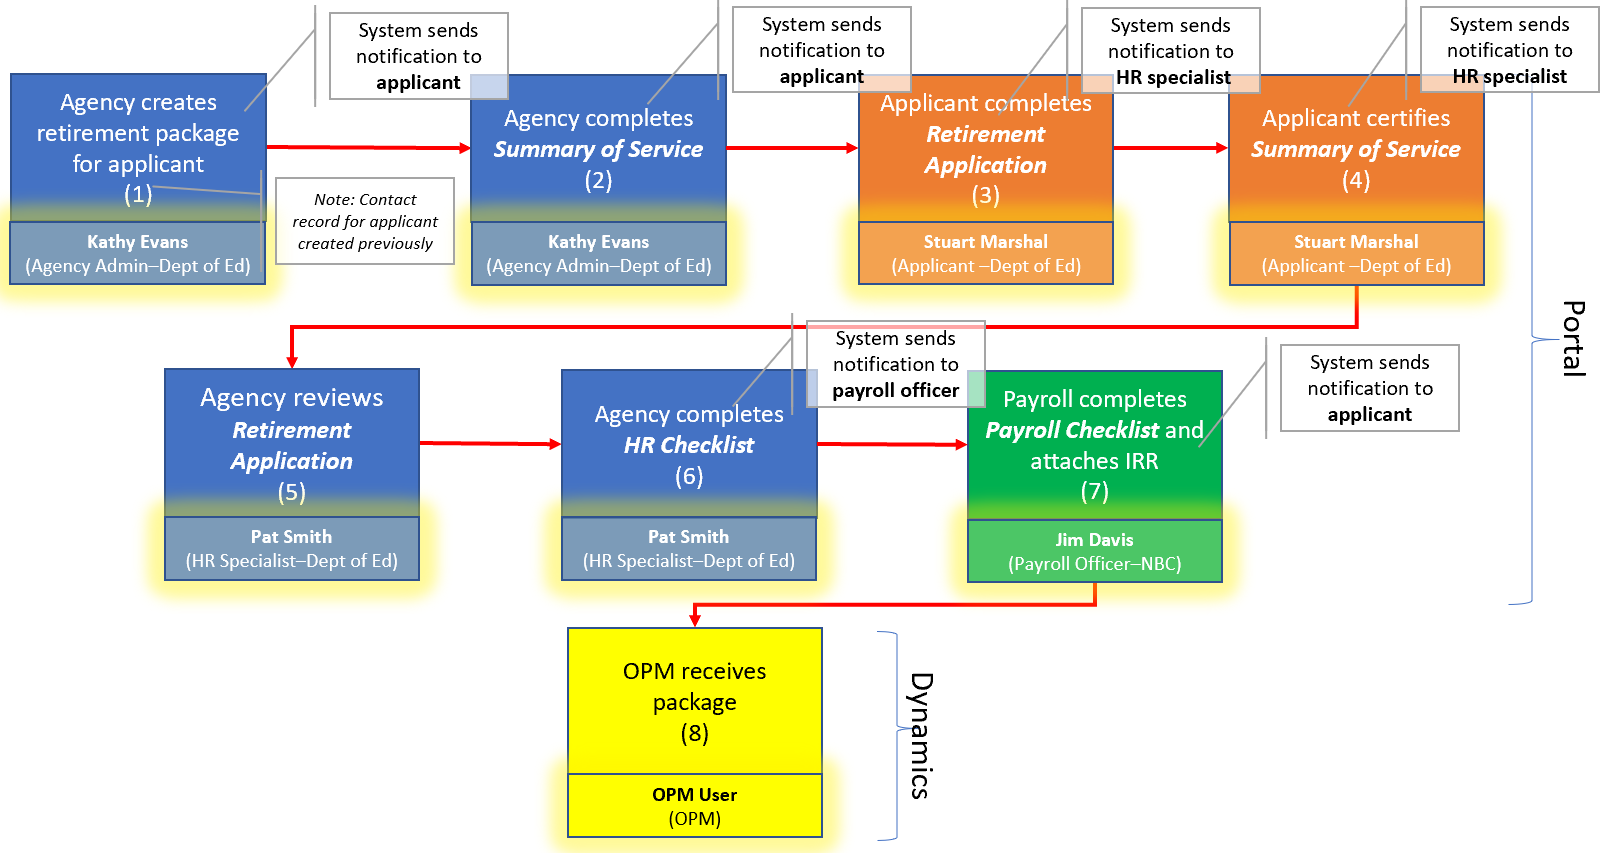 System sends
notification to
applicant
System sends
notification to
applicant
System sends
notification to
HR specialist
System sends
notification to
HR specialist
Agency creates
retirement package
for applicant
(1)
Kathy Evans
(Agency Admin–Dept of Ed)
Note: Contact
record for applicant
created previously
Agency completes
Summary of Service
(2)
Kathy Evans
(Agency Admin–Dept of Ed)
Applicant completes
Retirement
Application
(3)
Stuart Marshal
(Applicant –Dept of Ed)
Applicant certifies
Summary of Service
(4)
Stuart Marshal
(Applicant –Dept of Ed)
Portal
System sends
notification to
payroll officer
System sends
notification to
applicant
Agency reviews
Retirement
Application
(5)
Pat Smith
(HR Specialist–Dept of Ed)
Agency completes
HR Checklist
(6)
Pat Smith
(HR Specialist–Dept of Ed)
Payroll completes
Payroll Checklist and
attaches IRR
(7)
Jim Davis
(Payroll Officer–NBC)
OPM receives
package
(8)
OPM User
(OPM)
Dynamics